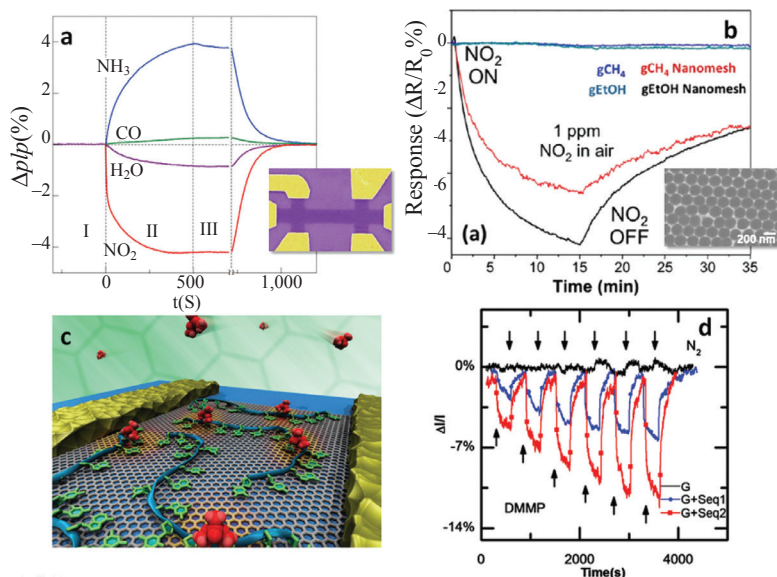 a
4
2
0
−2
−4
Δplp(%)
NH3
CO
H2O
NO2
I
II
III
0
500
1,000
t(S)
b
0
-2
-4
-6
-4
Response (ΔR/R0%)
NO2
ON
gCH4
gCH4 Nanomesh
gEtOH
gEtOH Nanomesh
1 ppm
NO2 in air
NO2
OFF
(a)
200 nm
0
5
10
15
20
25
30
35
Time (min)
c
d
N2
0%
-7%
-14%
ΔI/I
DMMP
G
G+Seq1
G+Seq2
0
2000
4000
Time(s)